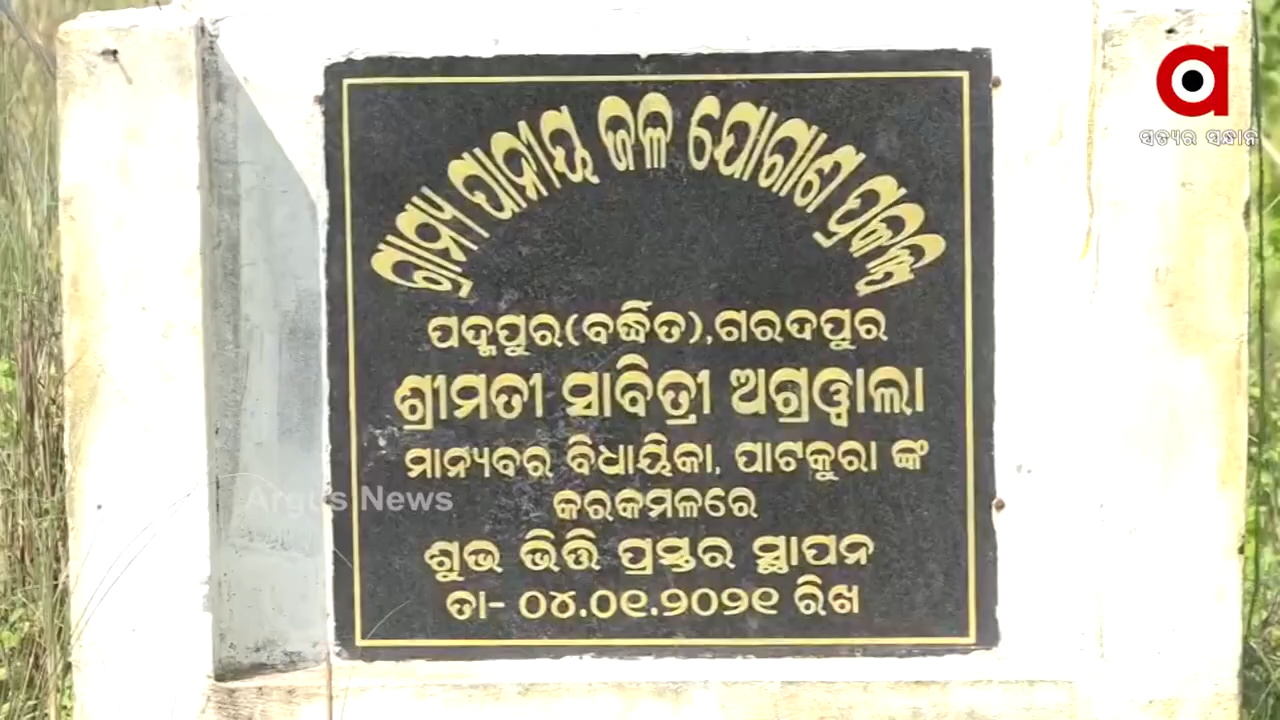 ଗ୍ରାମ୍ୟ ପାନୀୟ ଜଳ ଯୋଗାଣ ପ୍ରକଳ୍ପ
ପଦ୍ମପୁର(ବର୍ଦ୍ଧିତ),ଗରଦପୁର
ଶ୍ରୀମତୀ ସାବିତ୍ରୀ ଅଗ୍ରୱାଲା
ମାନ୍ୟବର ବିଧାୟିକା, ପାଟକୁରା ଙ୍କ
କରକମଳରେ
ଶୁଭ ଭିତ୍ତି ପ୍ରସ୍ତର ସ୍ଥାପନ
ତା- ୦୪.୦୧.୨୦୨୧ ରିଖ
ସତ୍ୟର ସନ୍ଧାନ
Argus News